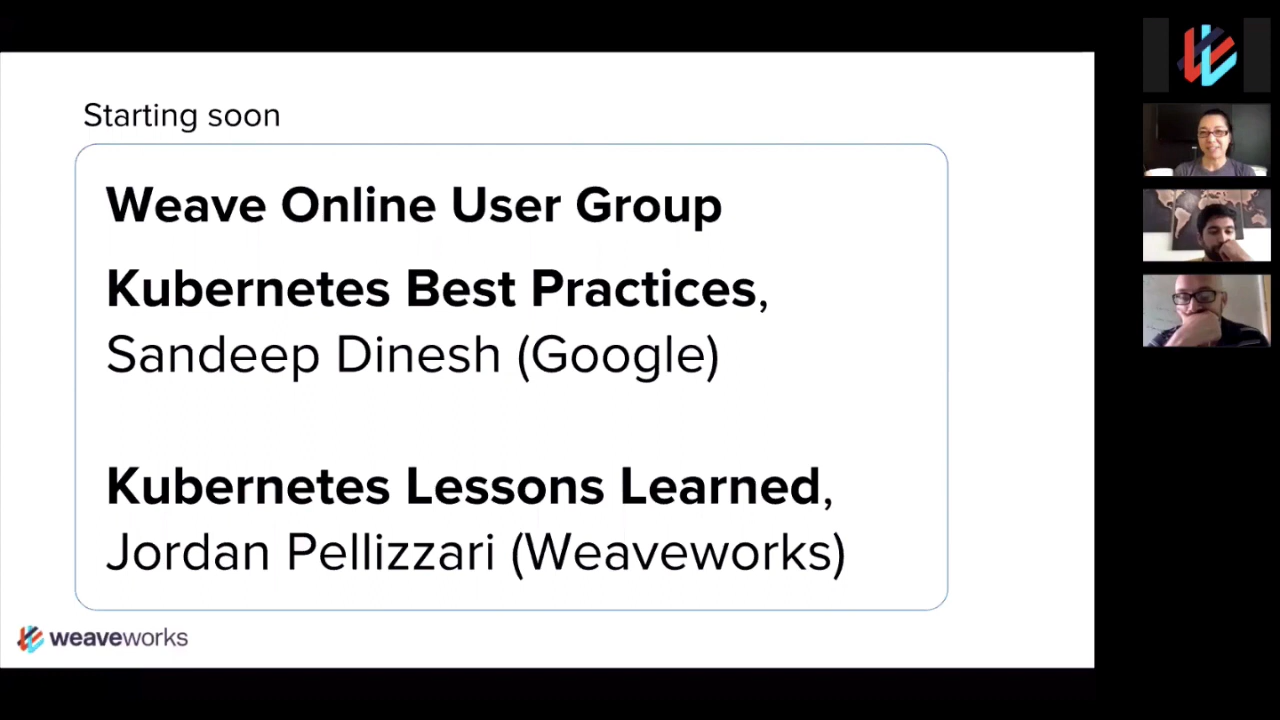 Starting soon
Weave Online User Group
Kubernetes Best Practices,
Sandeep Dinesh (Google)
Kubernetes Lessons Learned,
Jordan Pellizzari (Weaveworks)
weaveworks